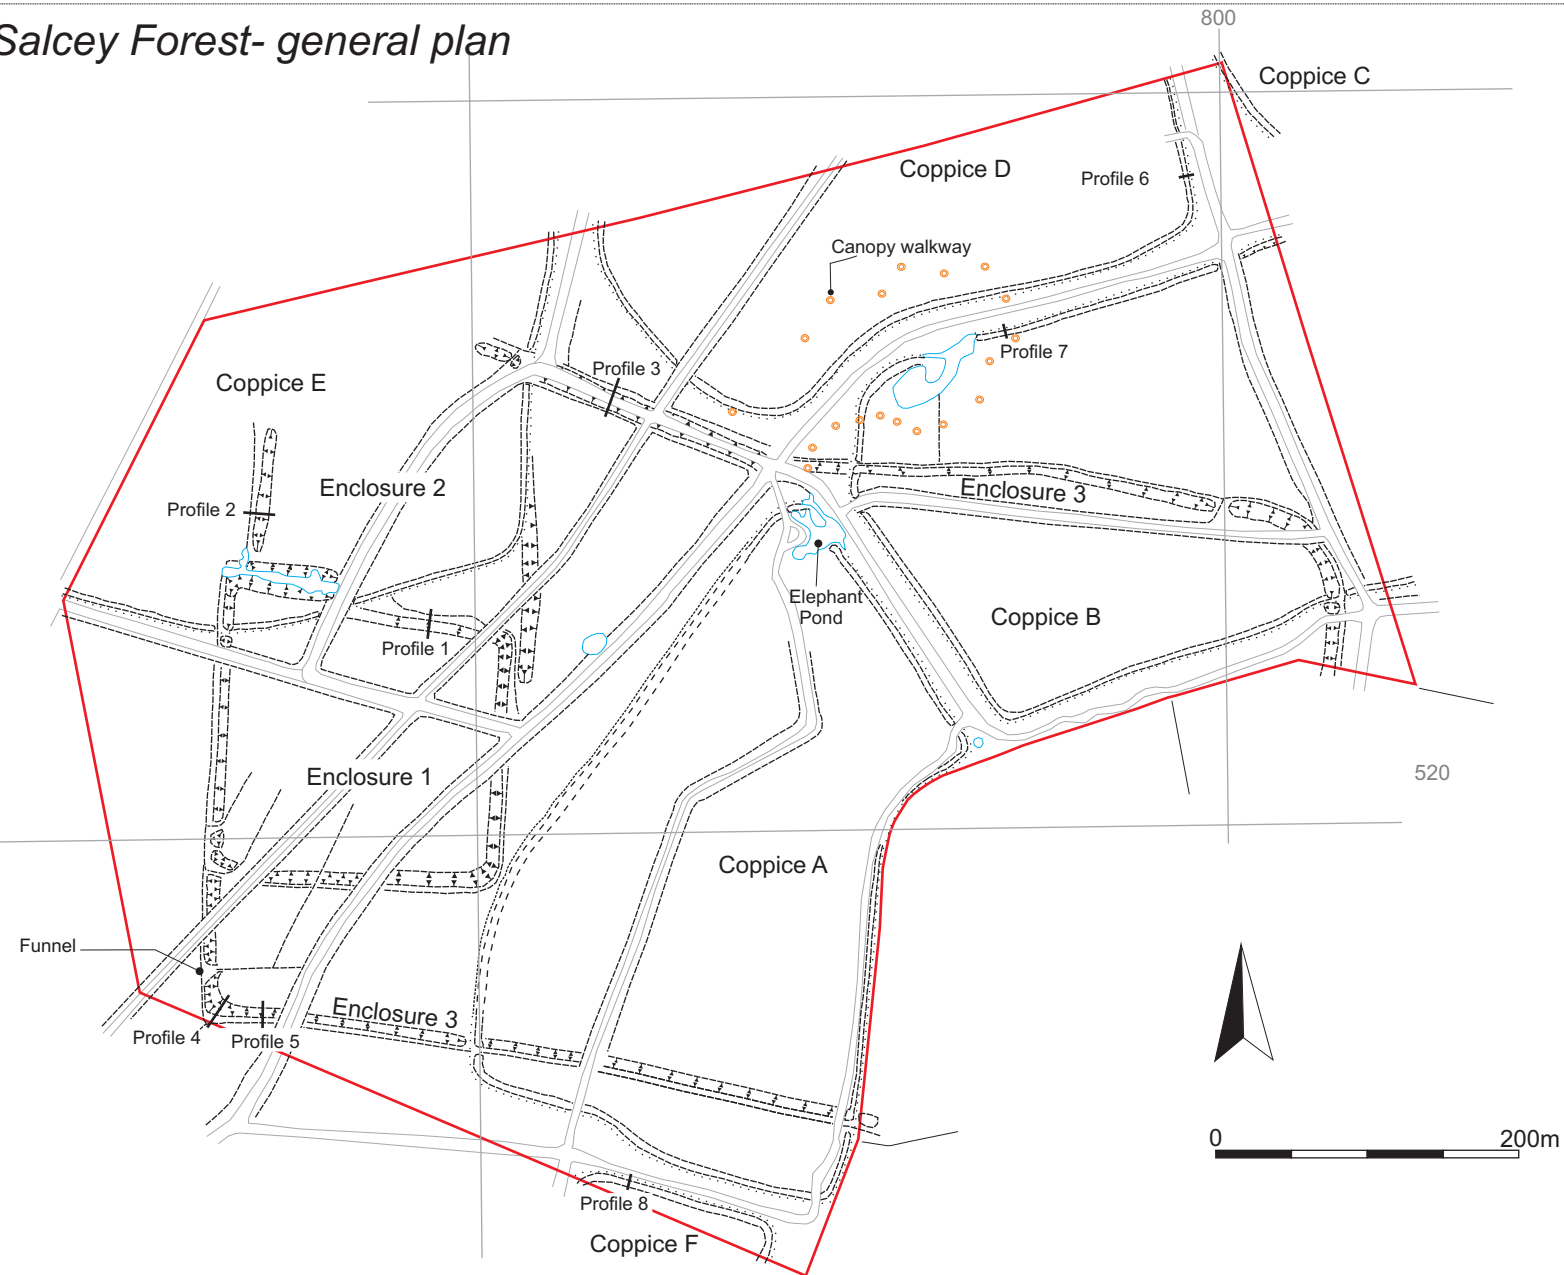 800
Salcey Forest- general plan
Coppice C
Coppice D
Profile 6
Canopy walkway
Profile 7
Profile 3
Coppice E
Enclosure 2
Enclosure 3
Profile 2
Elephant
Pond
Coppice B
Profile 1
Enclosure 1
520
Coppice A
Funnel
Enclosure 3
Profile 4
Profile 5
0
200m
Profile 8
Coppice F